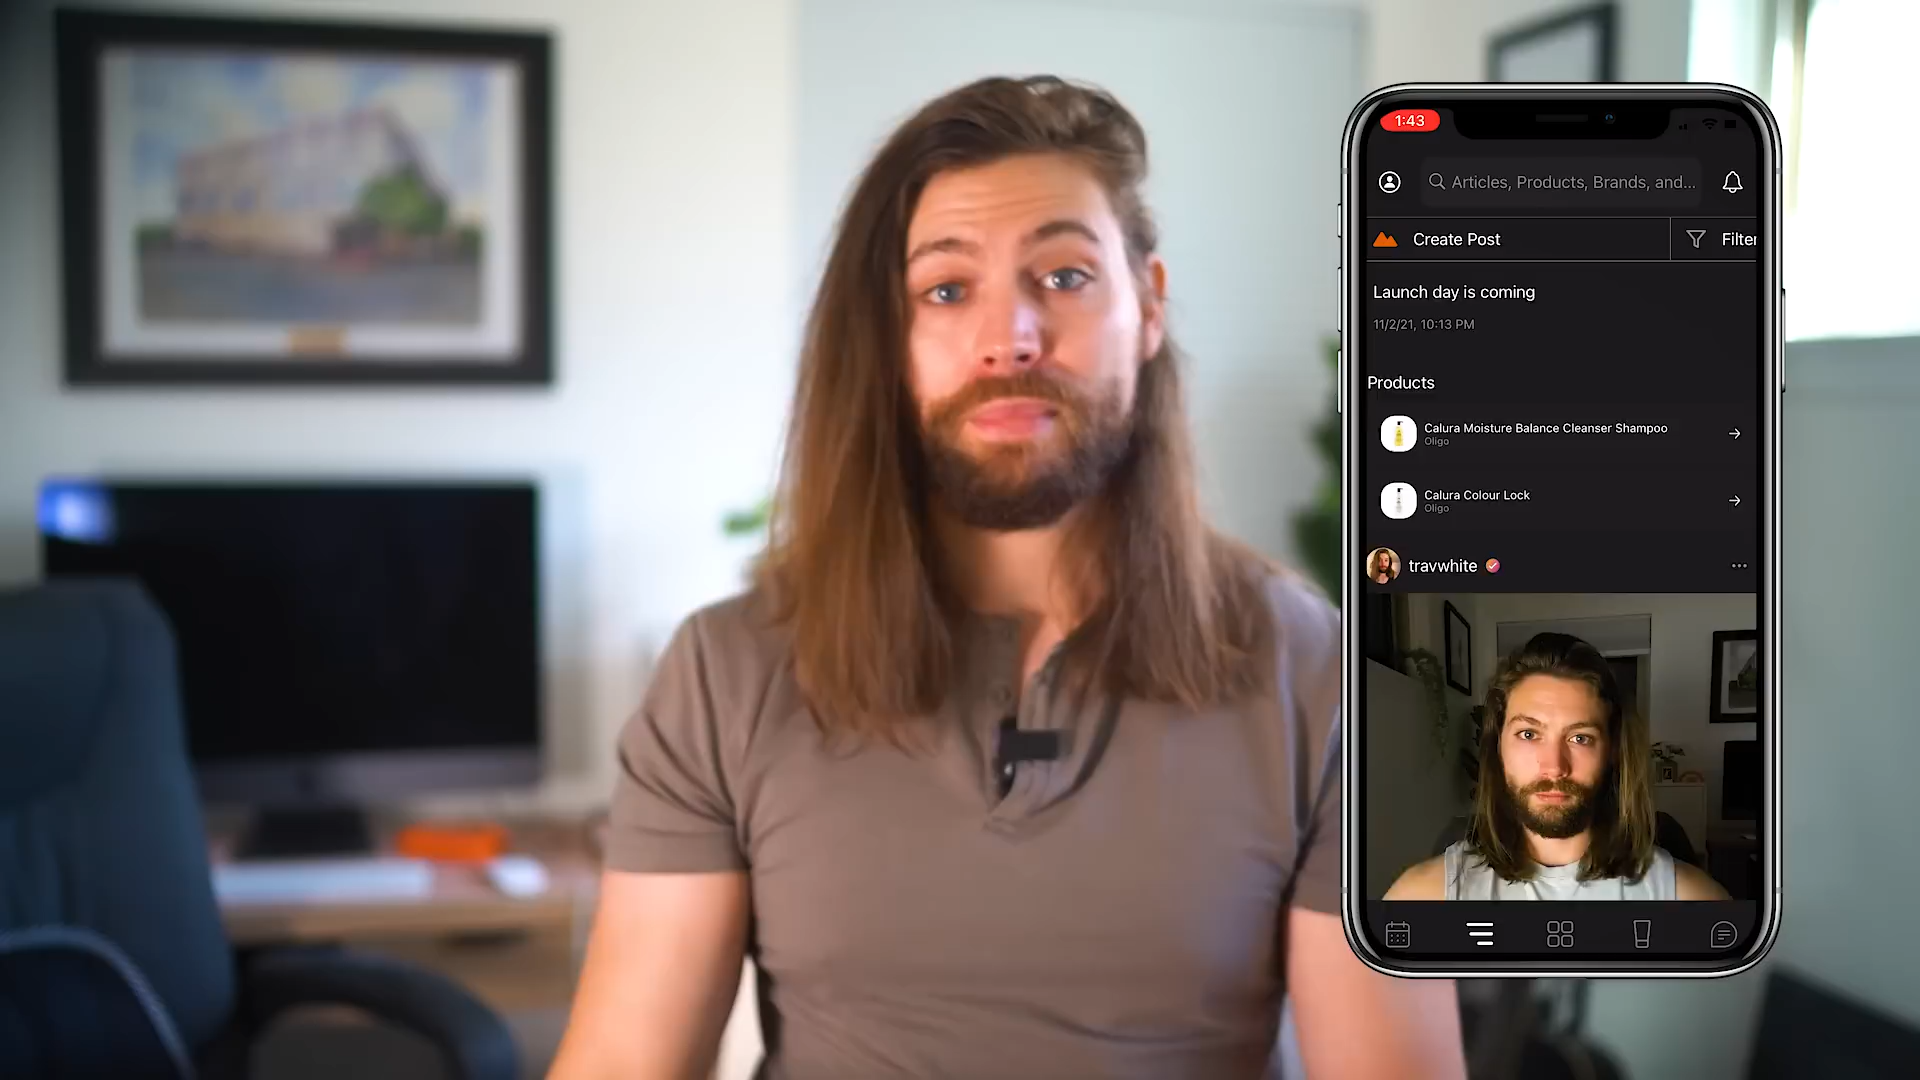 1:43
Articles, Products, Brands, and...
Create Post
Filter
Launch day is coming
11/2/21, 10:13 PM
Products
Calura Moisture Balance Cleanser Shampoo
Oligo
Calura Colour Lock
Oligo
travwhite